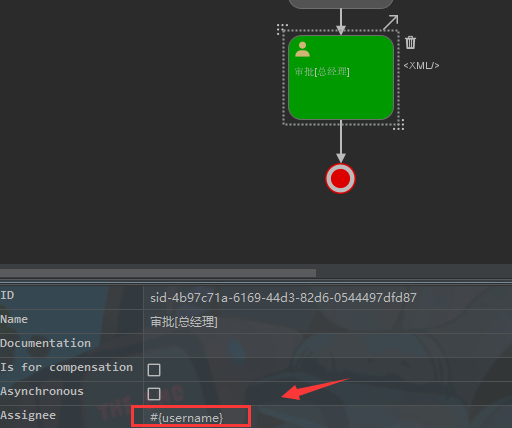 <XML/>
审批[总经理]
ID
sid-4b97c71a-6169-44d3-82d6-0544497dfd87
Name
审批[总经理]
Documentation
Is for compensation
Asynchronous
Assignee
#{username}